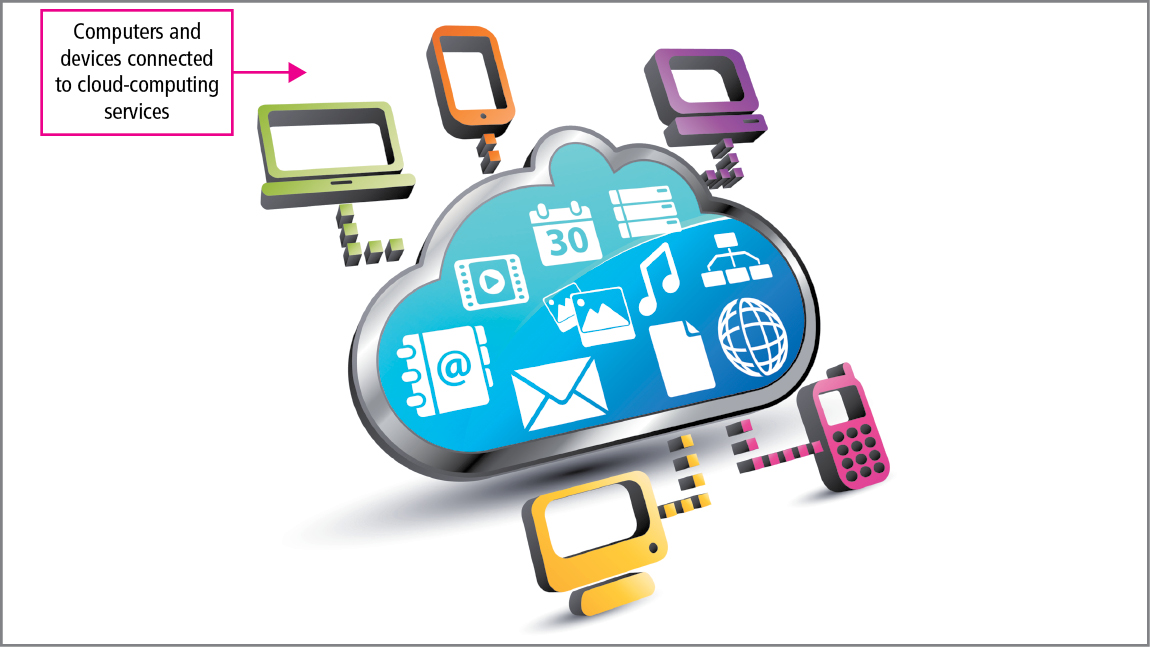 Computers and
devices connected
to cloud-computing
services
30
@